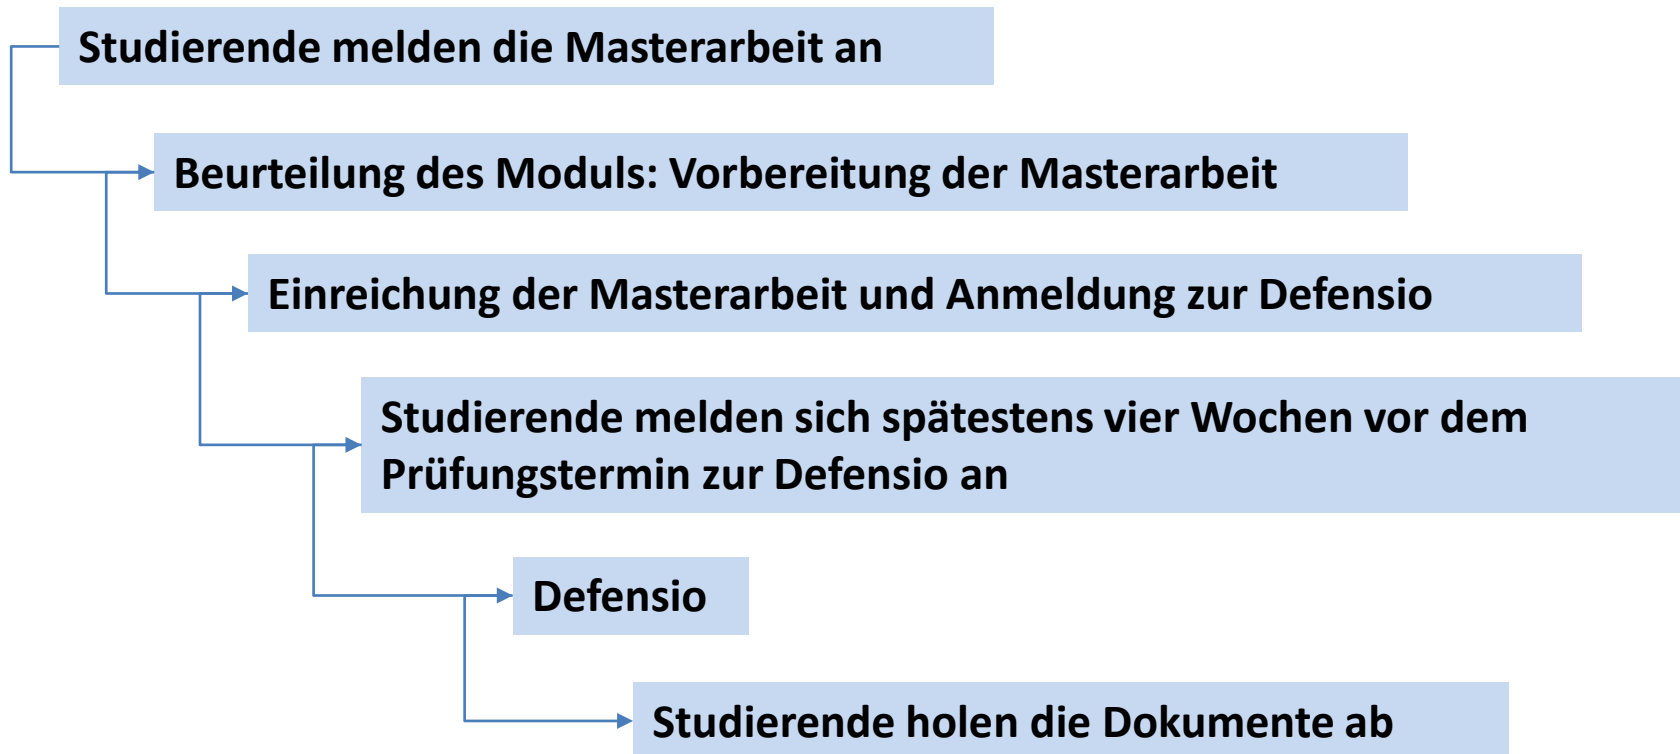 Studierende melden die Masterarbeit an
Beurteilung des Moduls: Vorbereitung der Masterarbeit
Einreichung der Masterarbeit und Anmeldung zur Defensio
Studierende melden sich spätestens vier Wochen vor dem
Prüfungstermin zur Defensio an
Defensio
Studierende holen die Dokumente ab